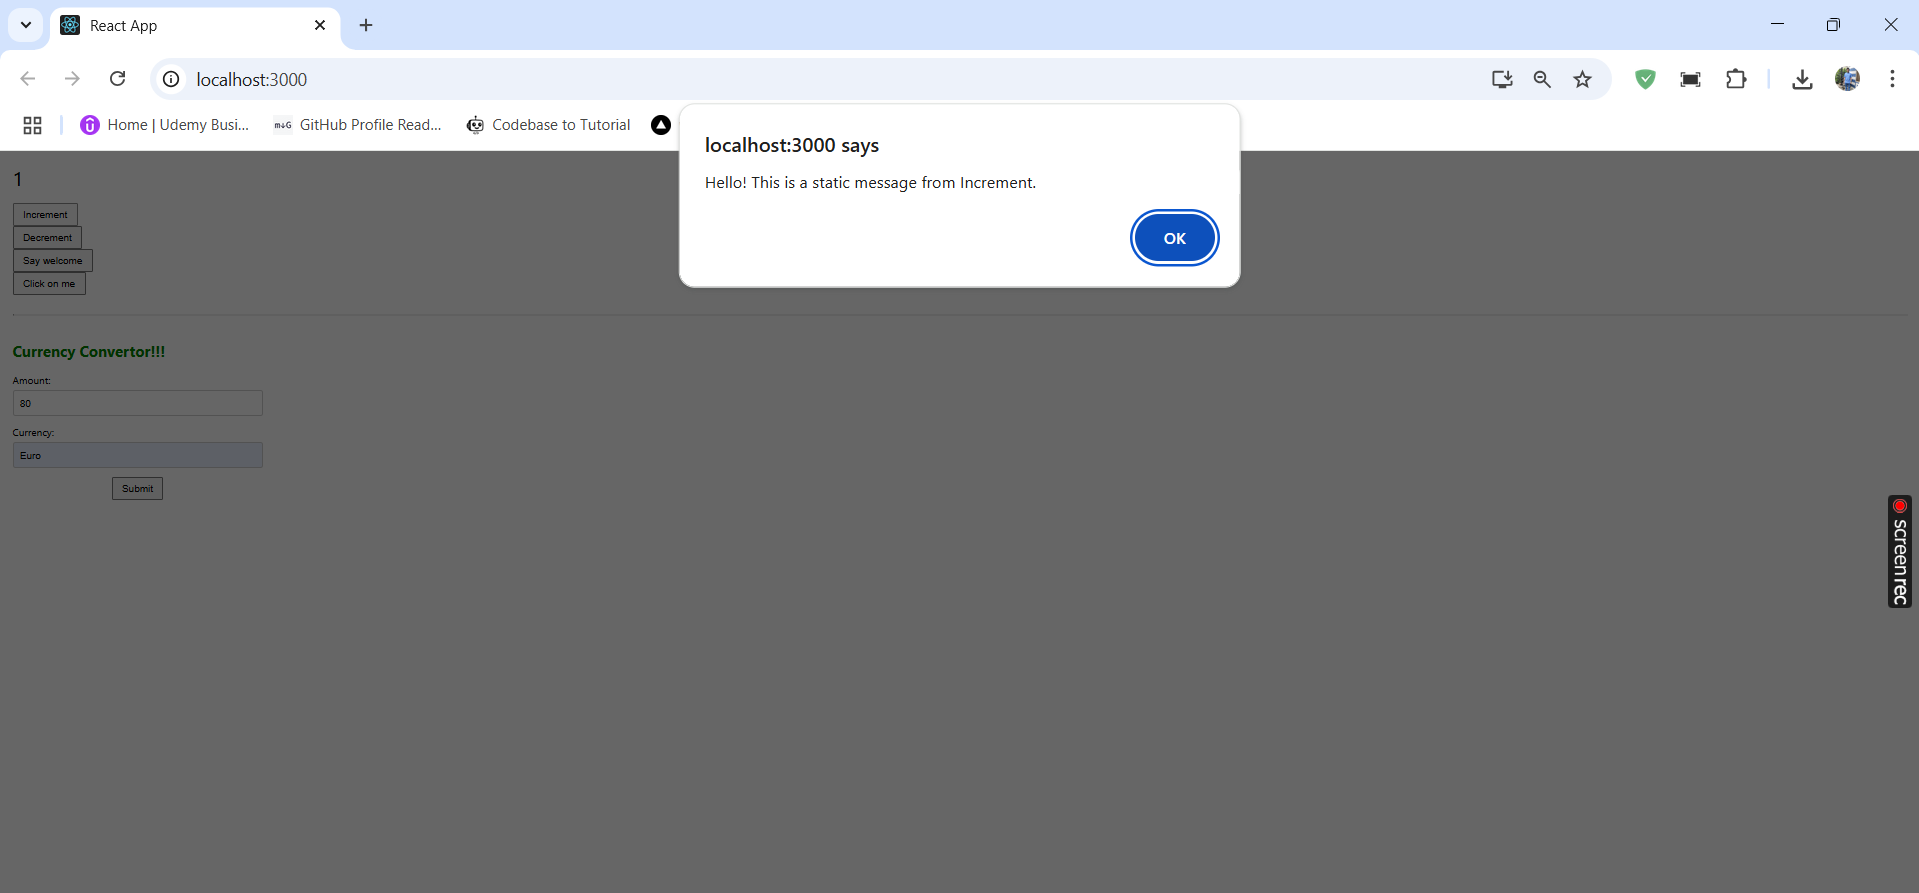 React App
localhost:3000
Home | Udemy Busi...
M↓G GitHub Profile Read...
Codebase to Tutorial
localhost:3000 says
Hello! This is a static message from Increment.
OK
1
Increment
Decrement
Say welcome
Click on me
Currency Convertor!!!
Amount:
80
Currency:
Euro
Submit
screenrec